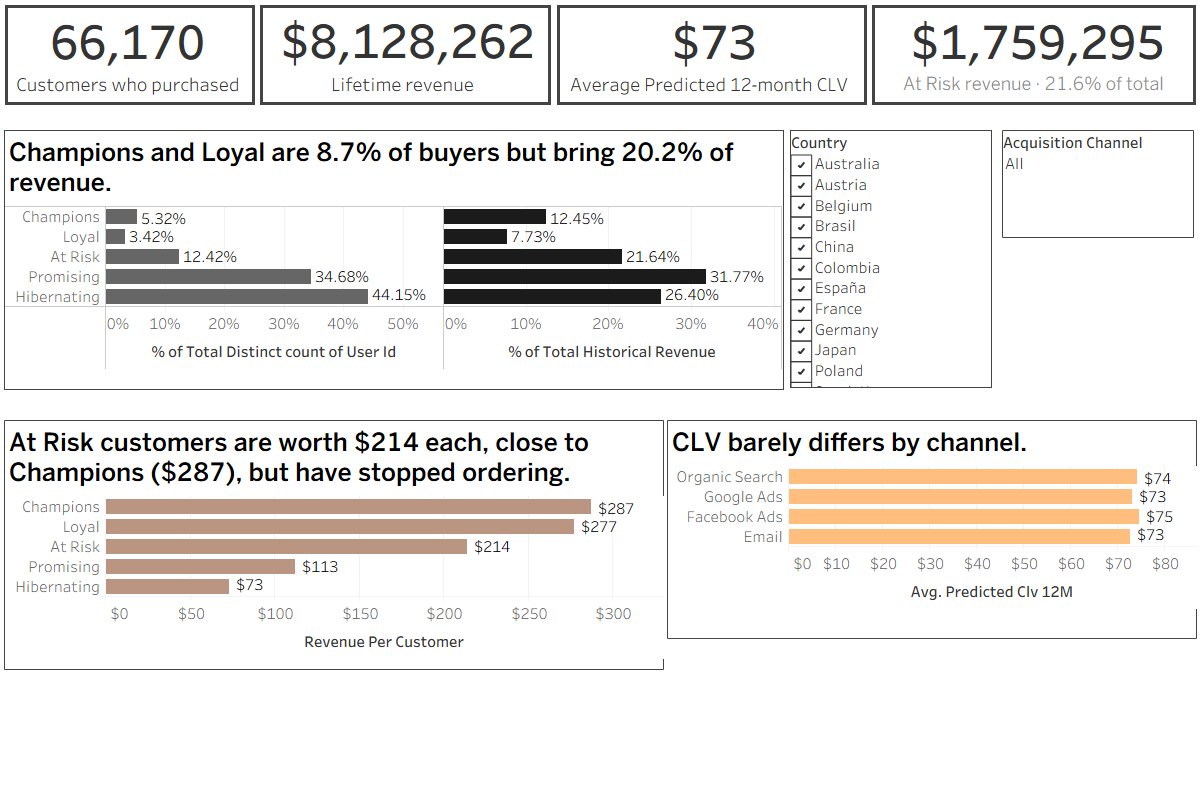 66,170
Customers who purchased
$8,128,262
Lifetime revenue
$73
Average Predicted 12-month CLV
$1,759,295
At Risk revenue · 21.6% of total
Champions and Loyal are 8.7% of buyers but bring 20.2% of
revenue.
Champions 5.32% 12.45%
Loyal 3.42% 7.73%
At Risk 12.42% 21.64%
Promising 34.68% 31.77%
Hibernating 44.15% 26.40%
0% 10% 20% 30% 40% 50% 0% 10% 20% 30% 40%
% of Total Distinct count of User Id % of Total Historical Revenue
Country
Australia
Austria
Belgium
Brasil
China
Colombia
España
France
Germany
Japan
Poland
Acquisition Channel
All
At Risk customers are worth $214 each, close to
Champions ($287), but have stopped ordering.
Champions $287
Loyal $277
At Risk $214
Promising $113
Hibernating $73
$0 $50 $100 $150 $200 $250 $300
Revenue Per Customer
CLV barely differs by channel.
Organic Search $74
Google Ads $73
Facebook Ads $75
Email $73
$0 $10 $20 $30 $40 $50 $60 $70 $80
Avg. Predicted Clv 12M